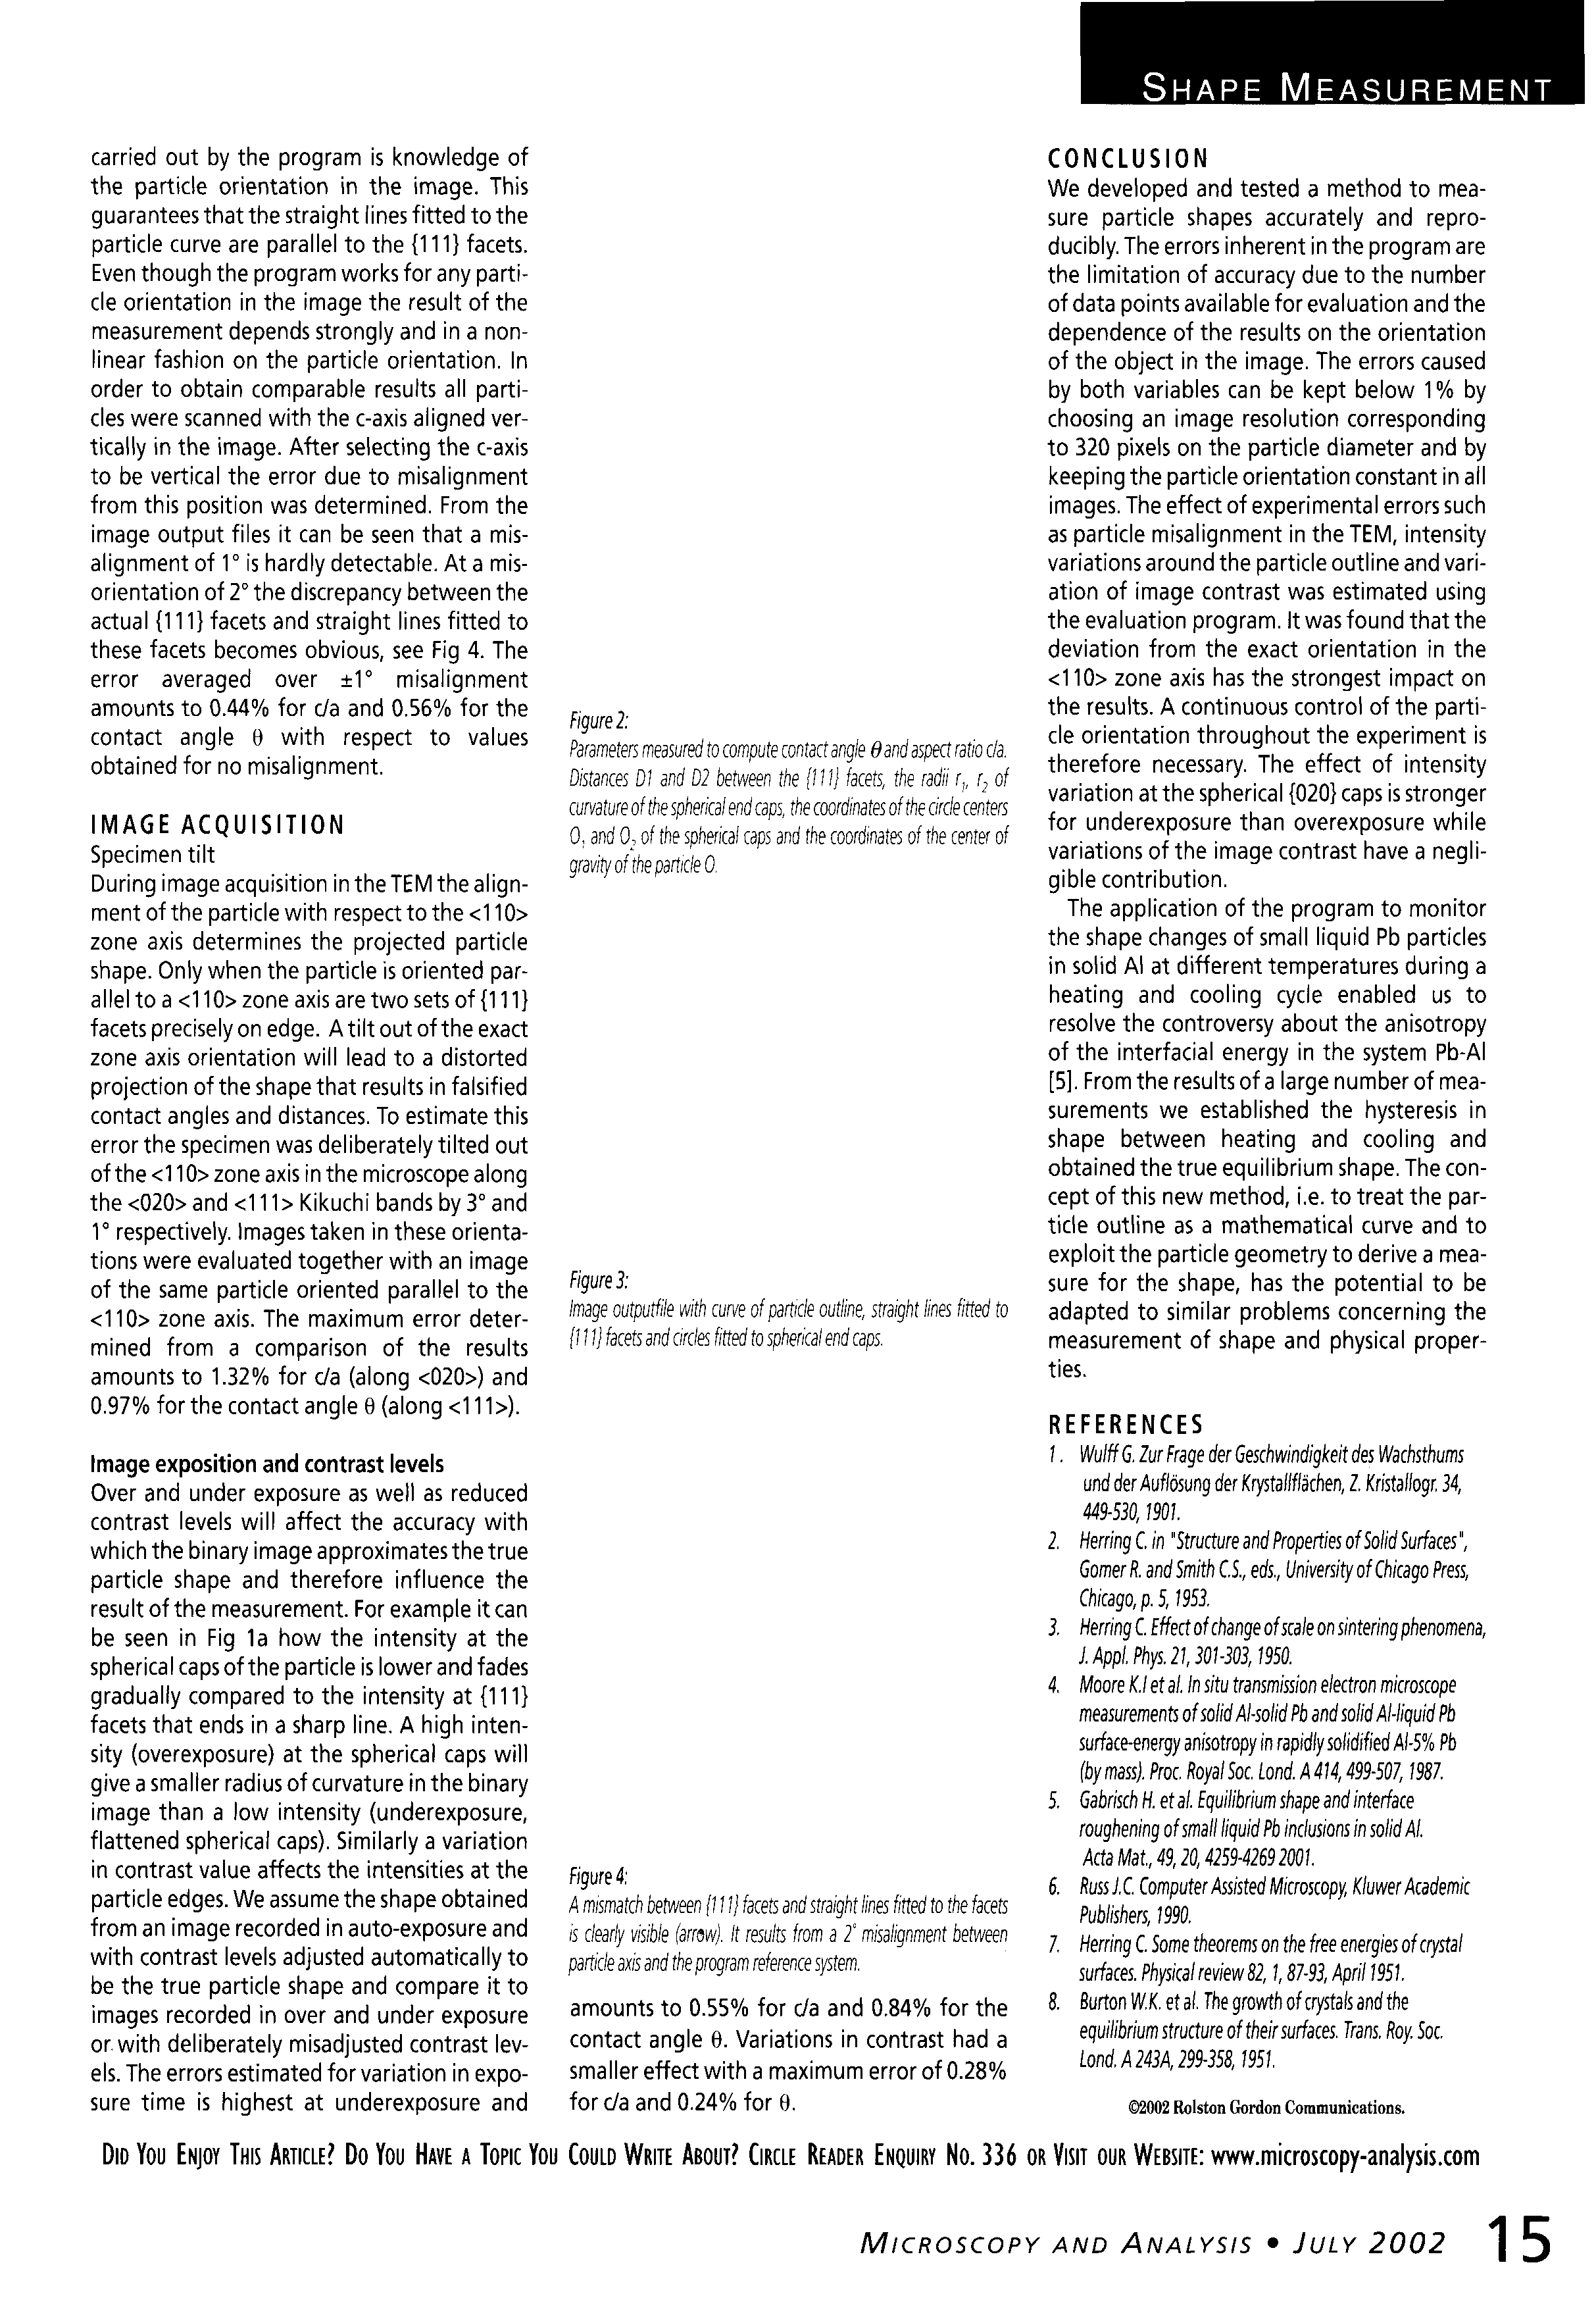 SHAPE MEASUREMENT
carried out by the program is knowledge of
the particle orientation in the image. This
guarantees that the straight lines fitted to the
particle curve are parallel to the {111} facets.
Even though the program works for any parti-
cle orientation in the image the result of the
measurement depends strongly and in a non-
linear fashion on the particle orientation. In
order to obtain comparable results all parti-
cles were scanned with the c-axis aligned ver-
tically in the image. After selecting the c-axis
to be vertical the error due to misalignment
from this position was determined. From the
image output files it can be seen that a mis-
alignment of 1° is hardly detectable. At a mis-
orientation of 2° the discrepancy between the
actual {111} facets and straight lines fitted to
these facets becomes obvious, see Fig 4. The
error averaged over ±1° misalignment
amounts to 0.44% for c/a and 0.56% for the
contact angle θ with respect to values
obtained for no misalignment.
IMAGE ACQUISITION
Specimen tilt
During image acquisition in the TEM the align-
ment of the particle with respect to the <110>
zone axis determines the projected particle
shape. Only when the particle is oriented par-
allel to a <110> zone axis are two sets of {111}
facets precisely on edge. A tilt out of the exact
zone axis orientation will lead to a distorted
projection of the shape that results in falsified
contact angles and distances. To estimate this
error the specimen was deliberately tilted out
of the <110> zone axis in the microscope along
the <020> and <111> Kikuchi bands by 3° and
1° respectively. Images taken in these orienta-
tions were evaluated together with an image
of the same particle oriented parallel to the
<110> zone axis. The maximum error deter-
mined from a comparison of the results
amounts to 1.32% for c/a (along <020>) and
0.97% for the contact angle θ (along <111>).
Image exposition and contrast levels
Over and under exposure as well as reduced
contrast levels will affect the accuracy with
which the binary image approximates the true
particle shape and therefore influence the
result of the measurement. For example it can
be seen in Fig 1a how the intensity at the
spherical caps of the particle is lower and fades
gradually compared to the intensity at {111}
facets that ends in a sharp line. A high inten-
sity (overexposure) at the spherical caps will
give a smaller radius of curvature in the binary
image than a low intensity (underexposure,
flattened spherical caps). Similarly a variation
in contrast value affects the intensities at the
particle edges. We assume the shape obtained
from an image recorded in auto-exposure and
with contrast levels adjusted automatically to
be the true particle shape and compare it to
images recorded in over and under exposure
or with deliberately misadjusted contrast lev-
els. The errors estimated for variation in expo-
sure time is highest at underexposure and
Figure 2:
Parameters measured to compute contact angle θ and aspect ratio c/a.
Distances D1 and D2 between the {111} facets, the radii r₁, r₂ of
curvature of the spherical end caps, the coordinates of the circle centers
O₁ and O₂ of the spherical caps and the coordinates of the center of
gravity of the particle O.
Figure 3:
Image outputfile with curve of particle outline, straight lines fitted to
{111} facets and circles fitted to spherical end caps.
Figure 4:
A mismatch between {111} facets and straight lines fitted to the facets
is clearly visible (arrow). It results from a 2° misalignment between
particle axis and the program reference system.
amounts to 0.55% for c/a and 0.84% for the
contact angle θ. Variations in contrast had a
smaller effect with a maximum error of 0.28%
for c/a and 0.24% for θ.
CONCLUSION
We developed and tested a method to mea-
sure particle shapes accurately and repro-
ducibly. The errors inherent in the program are
the limitation of accuracy due to the number
of data points available for evaluation and the
dependence of the results on the orientation
of the object in the image. The errors caused
by both variables can be kept below 1% by
choosing an image resolution corresponding
to 320 pixels on the particle diameter and by
keeping the particle orientation constant in all
images. The effect of experimental errors such
as particle misalignment in the TEM, intensity
variations around the particle outline and vari-
ation of image contrast was estimated using
the evaluation program. It was found that the
deviation from the exact orientation in the
<110> zone axis has the strongest impact on
the results. A continuous control of the parti-
cle orientation throughout the experiment is
therefore necessary. The effect of intensity
variation at the spherical {020} caps is stronger
for underexposure than overexposure while
variations of the image contrast have a negli-
gible contribution.
The application of the program to monitor
the shape changes of small liquid Pb particles
in solid Al at different temperatures during a
heating and cooling cycle enabled us to
resolve the controversy about the anisotropy
of the interfacial energy in the system Pb-Al
[5]. From the results of a large number of mea-
surements we established the hysteresis in
shape between heating and cooling and
obtained the true equilibrium shape. The con-
cept of this new method, i.e. to treat the par-
ticle outline as a mathematical curve and to
exploit the particle geometry to derive a mea-
sure for the shape, has the potential to be
adapted to similar problems concerning the
measurement of shape and physical proper-
ties.
REFERENCES
1. Wulff G. Zur Frage der Geschwindigkeit des Wachsthums
und der Auflösung der Krystallflächen, Z. Kristallogr. 34,
449-530, 1901.
2. Herring C. in "Structure and Properties of Solid Surfaces",
Gomer R. and Smith C.S., eds., University of Chicago Press,
Chicago, p. 5, 1953.
3. Herring C. Effect of change of scale on sintering phenomena,
J. Appl. Phys. 21, 301-303, 1950.
4. Moore K.I et al. In situ transmission electron microscope
measurements of solid Al-solid Pb and solid Al-liquid Pb
surface-energy anisotropy in rapidly solidified Al-5% Pb
(by mass). Proc. Royal Soc. Lond. A 414, 499-507, 1987.
5. Gabrisch H. et al. Equilibrium shape and interface
roughening of small liquid Pb inclusions in solid Al.
Acta Mat., 49, 20, 4259-4269 2001.
6. Russ J.C. Computer Assisted Microscopy, Kluwer Academic
Publishers, 1990.
7. Herring C. Some theorems on the free energies of crystal
surfaces. Physical review 82, 1, 87-93, April 1951.
8. Burton W.K. et al. The growth of crystals and the
equilibrium structure of their surfaces. Trans. Roy. Soc.
Lond. A 243A, 299-358, 1951.
©2002 Rolston Gordon Communications.
DID YOU ENJOY THIS ARTICLE? DO YOU HAVE A TOPIC YOU COULD WRITE ABOUT? CIRCLE READER ENQUIRY NO. 336 OR VISIT OUR WEBSITE: www.microscopy-analysis.com
MICROSCOPY AND ANALYSIS • JULY 2002 15